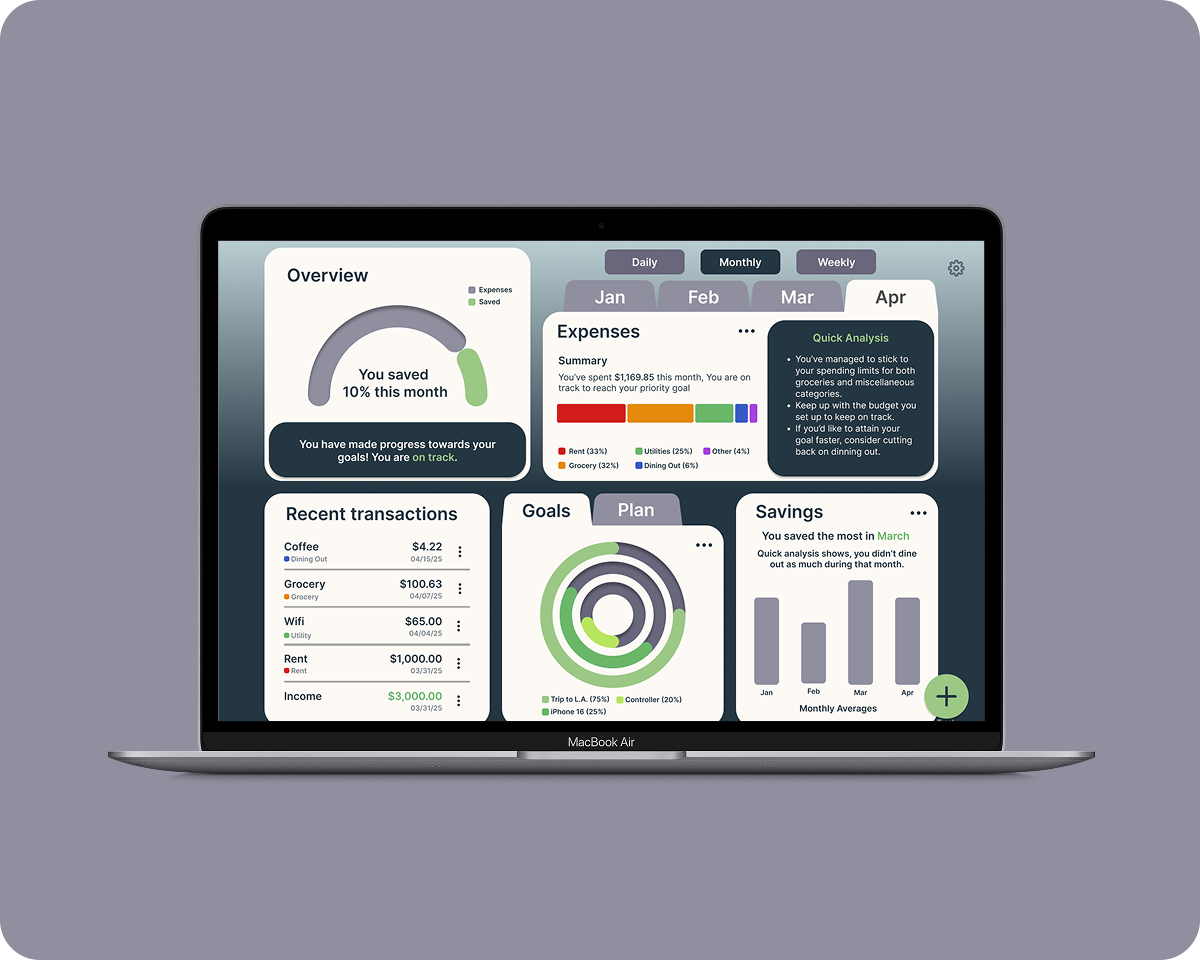 Overview
Expenses
Saved
You saved
10% this month
You have made progress towards your
goals! You are on track.
Daily
Monthly
Weekly
Jan
Feb
Mar
Apr
Expenses
Summary
You've spent $1,169.85 this month, You are on
track to reach your priority goal
Rent (33%)
Utilities (25%)
Other (4%)
Grocery (32%)
Dining Out (6%)
Quick Analysis
• You've managed to stick to
your spending limits for both
groceries and miscellaneous
categories.
• Keep up with the budget you
set up to keep on track.
• If you'd like to attain your
goal faster, consider cutting
back on dinning out.
Recent transactions
Coffee $4.22
Dining Out 04/15/25
Grocery $100.63
Grocery 04/07/25
Wifi $65.00
Utility 04/04/25
Rent $1,000.00
Rent 03/31/25
Income $3,000.00
03/31/25
Goals
Plan
Trip to L.A. (75%)
Controller (20%)
iPhone 16 (25%)
Savings
You saved the most in March
Quick analysis shows, you didn't dine
out as much during that month.
Jan
Feb
Mar
Apr
Monthly Averages
MacBook Air